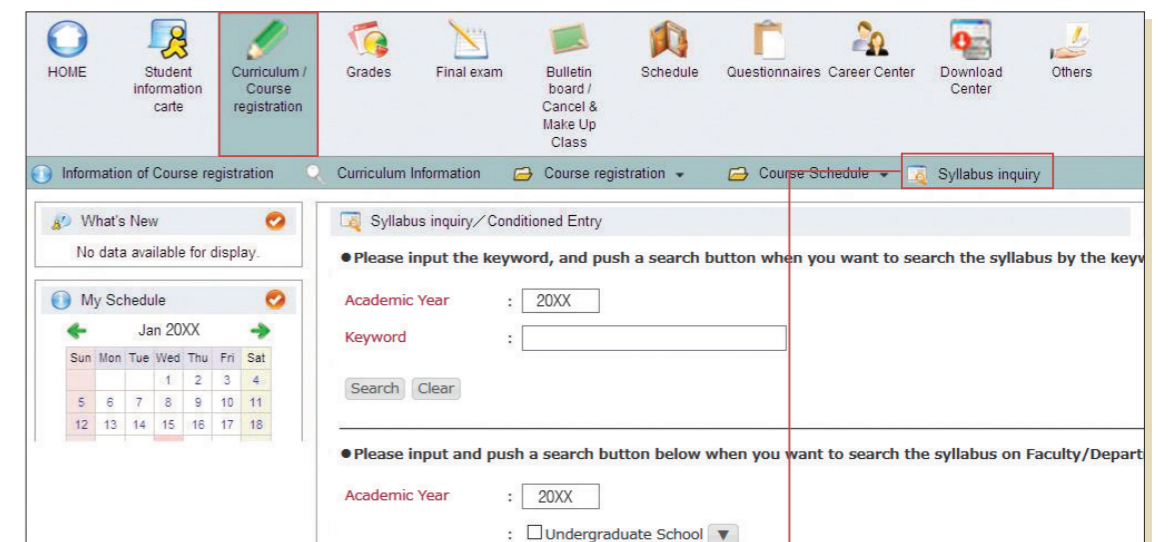 HOME
Student information carte
Curriculum / Course registration
Grades
Final exam
Bulletin board / Cancel & Make Up Class
Schedule
Questionnaires
Career Center
Download Center
Others
Information of Course registration
Curriculum Information
Course registration
Course Schedule
Syllabus inquiry
What's New
No data available for display.
My Schedule
Jan 20XX
Sun Mon Tue Wed Thu Fri Sat
1 2 3 4
5 6 7 8 9 10 11
12 13 14 15 16 17 18
Syllabus inquiry／Conditioned Entry
●Please input the keyword, and push a search button when you want to search the syllabus by the keyw
Academic Year : 20XX
Keyword :
Search Clear
●Please input and push a search button below when you want to search the syllabus on Faculty/Depart
Academic Year : 20XX
: Undergraduate School ▼